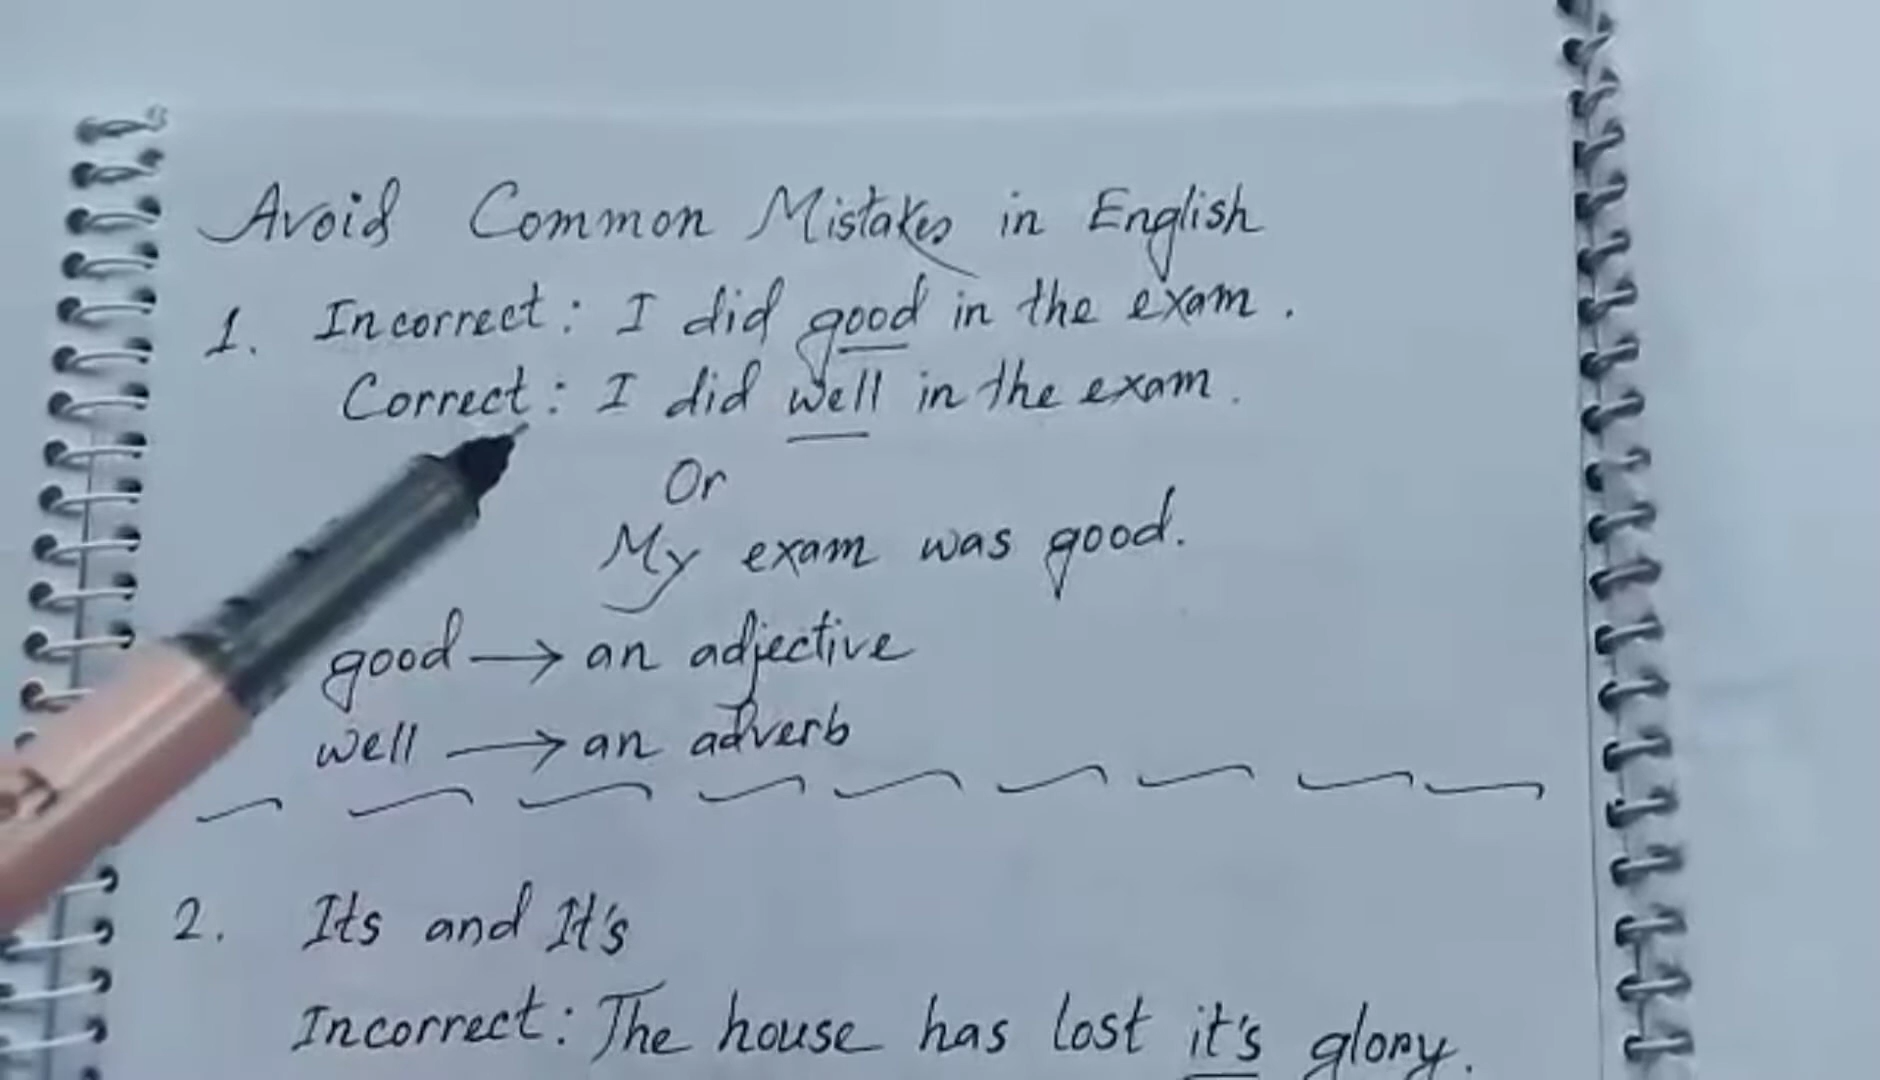 Avoid Common Mistakes in English
1. Incorrect: I did good in the exam.
Correct: I did well in the exam.
Or
My exam was good.
good → an adjective
well → an adverb
2. Its and It's
Incorrect: The house has lost it's glory.